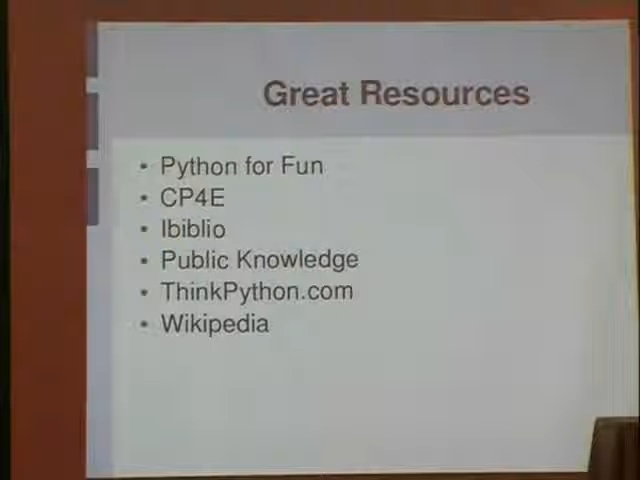 Great Resources
• Python for Fun
• CP4E
• Ibiblio
• Public Knowledge
• ThinkPython.com
• Wikipedia